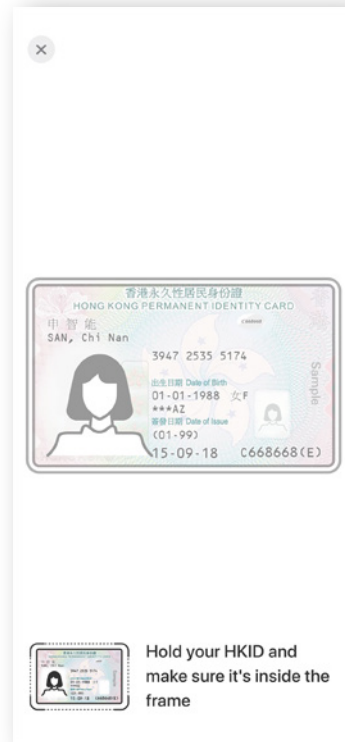 香港永久性居民身份證
HONG KONG PERMANENT IDENTITY CARD
申智能
SAN, Chi Nan
3947 2535 5174
出生日期 Date of Birth
01-01-1988 女F
***AZ
簽發日期 Date of Issue
(01-99)
15-09-18 C668668(E)
Sample
Hold your HKID and
make sure it's inside the
frame